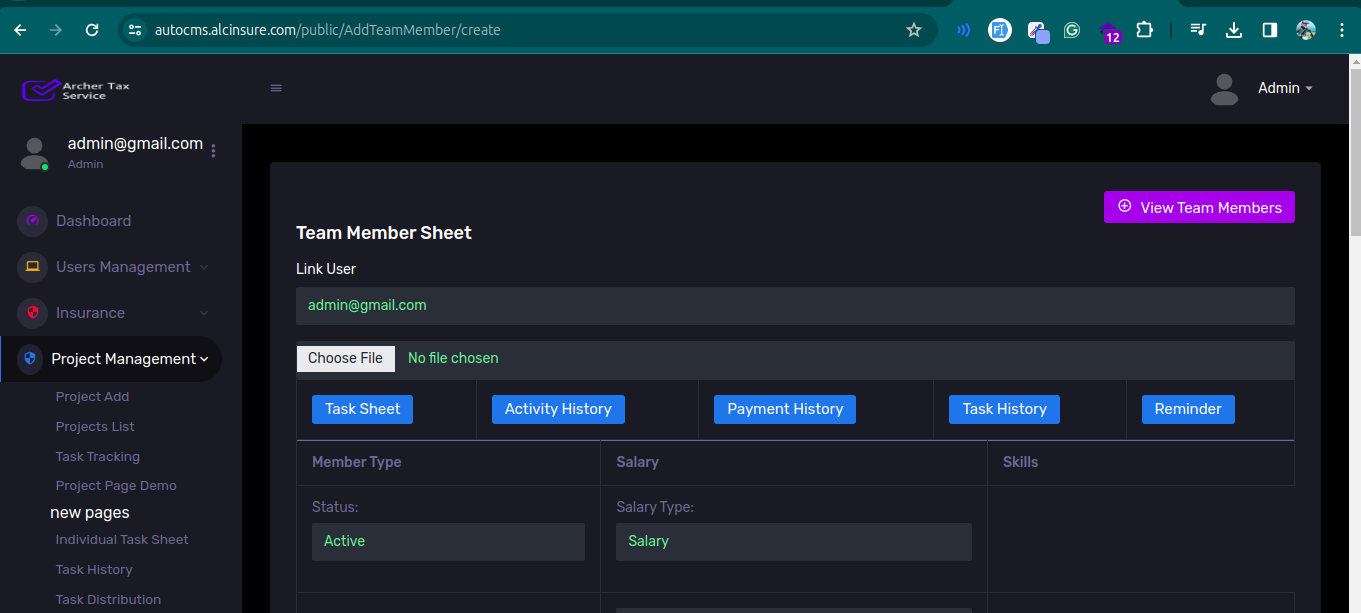 autocms.alcinsure.com/public/AddTeamMember/create
12
Archer Tax
Service
Admin
admin@gmail.com
Admin
Dashboard
Users Management
Insurance
Project Management
Project Add
Projects List
Task Tracking
Project Page Demo
new pages
Individual Task Sheet
Task History
Task Distribution
View Team Members
Team Member Sheet
Link User
admin@gmail.com
Choose File No file chosen
Task Sheet Activity History Payment History Task History Reminder
Member Type Salary Skills
Status: Salary Type:
Active Salary